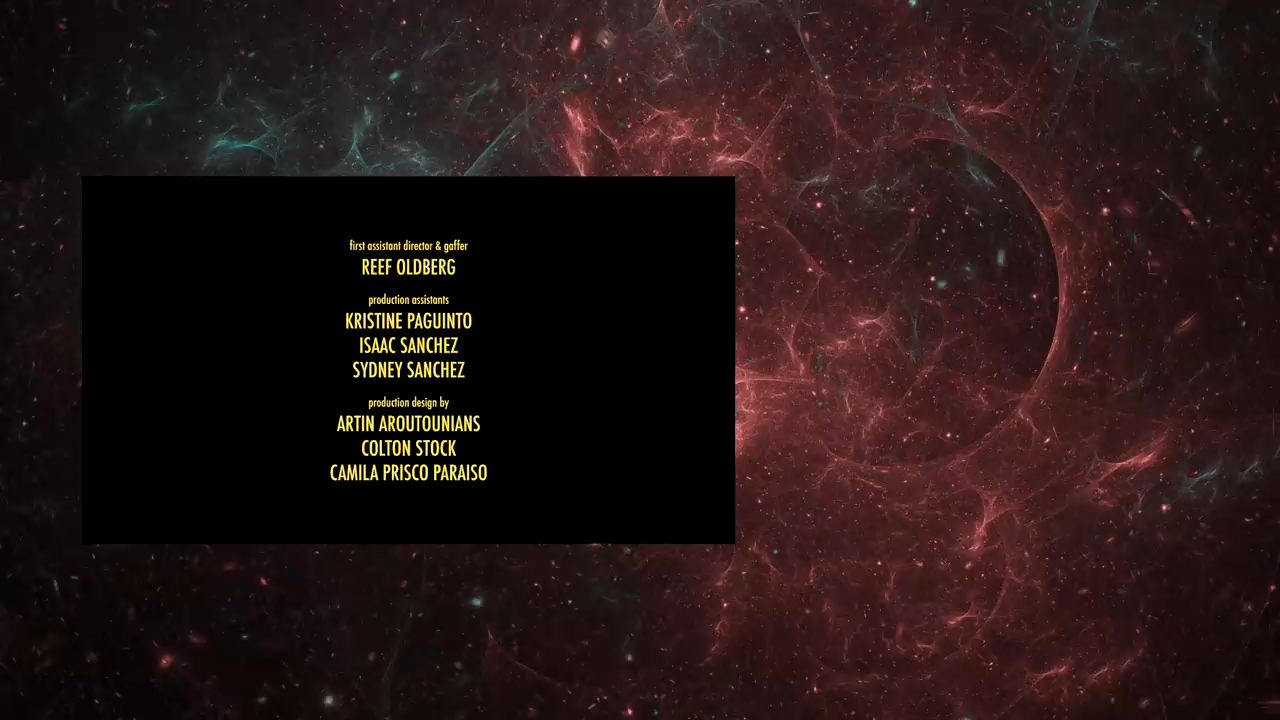 first assistant director & gaffer
REEF OLDBERG
production assistants
KRISTINE PAGUINTO
ISAAC SANCHEZ
SYDNEY SANCHEZ
production design by
ARTIN AROUTOUNIANS
COLTON STOCK
CAMILA PRISCO PARAISO